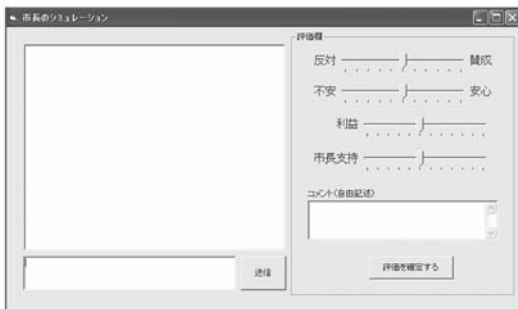 市長のシミュレーション
評価欄
反対 賛成
不安 安心
利益
市長支持
コメント(自由記述)
送信
評価を確定する